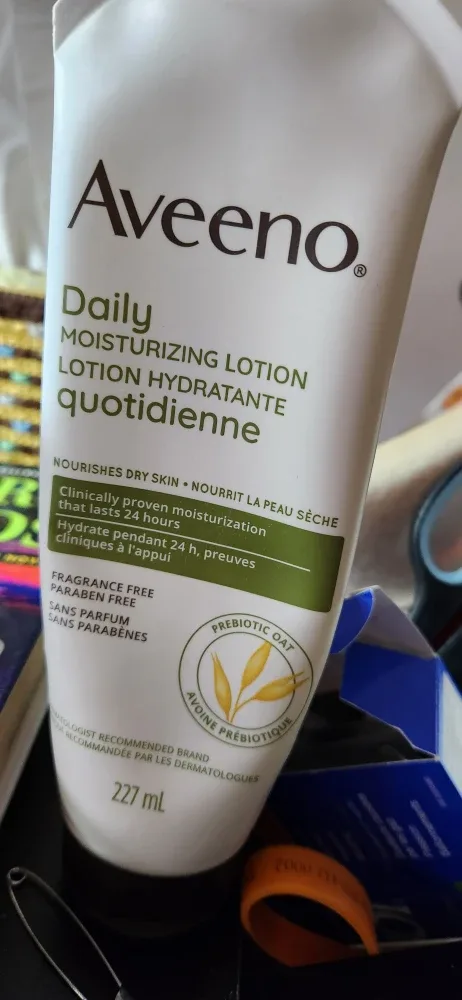 Aveeno®
Daily
MOISTURIZING LOTION
LOTION HYDRATANTE
quotidienne
NOURISHES DRY SKIN • NOURRIT LA PEAU SÈCHE
Clinically proven moisturization
that lasts 24 hours
Hydrate pendant 24 h, preuves
cliniques à l'appui
FRAGRANCE FREE
PARABEN FREE
SANS PARFUM
SANS PARABÈNES
PREBIOTIC OAT
AVOINE PRÉBIOTIQUE
RECOMMENDED BRAND
RECOMMANDÉE PAR LES DERMATOLOGUES
227 mL